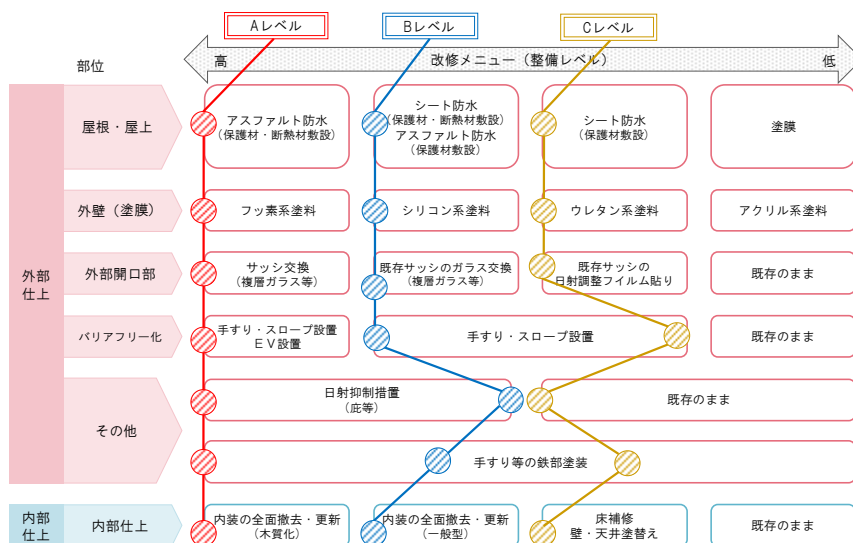 Aレベル
Bレベル
Cレベル
部位
高
改修メニュー(整備レベル)
低
外部
仕上
屋根・屋上
アスファルト防水
(保護材・断熱材敷設)
シート防水
(保護材・断熱材敷設)
アスファルト防水
(保護材敷設)
シート防水
(保護材敷設)
塗膜
外壁(塗膜)
フッ素系塗料
シリコン系塗料
ウレタン系塗料
アクリル系塗料
外部開口部
サッシ交換
(複層ガラス等)
既存サッシのガラス交換
(複層ガラス等)
既存サッシの
日射調整フイルム貼り
既存のまま
バリアフリー化
手すり・スロープ設置
EV設置
手すり・スロープ設置
既存のまま
その他
日射抑制措置
(庇等)
既存のまま
手すり等の鉄部塗装
内部
仕上
内部仕上
内装の全面撤去・更新
(木質化)
内装の全面撤去・更新
(一般型)
床補修
壁・天井塗替え
既存のまま